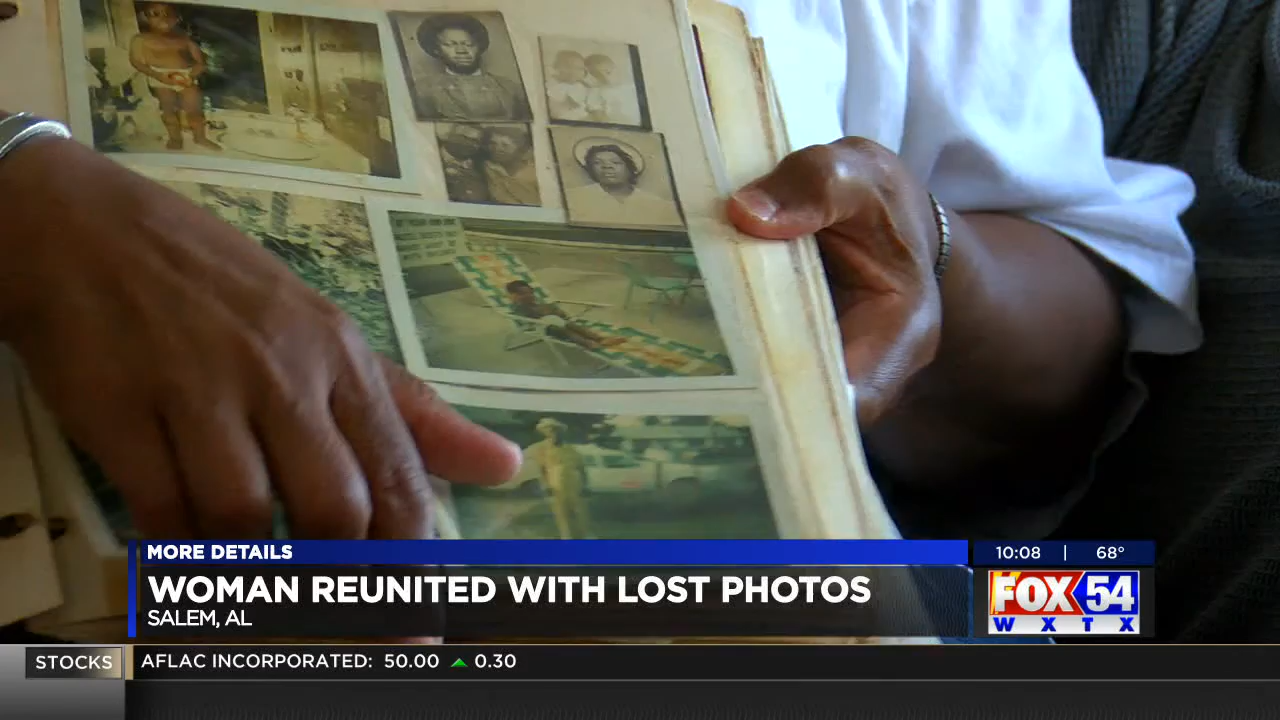 MORE DETAILS
WOMAN REUNITED WITH LOST PHOTOS
SALEM, AL
10:08 | 68°
FOX 54
WXTX
STOCKS
AFLAC INCORPORATED: 50.00 ▲ 0.30